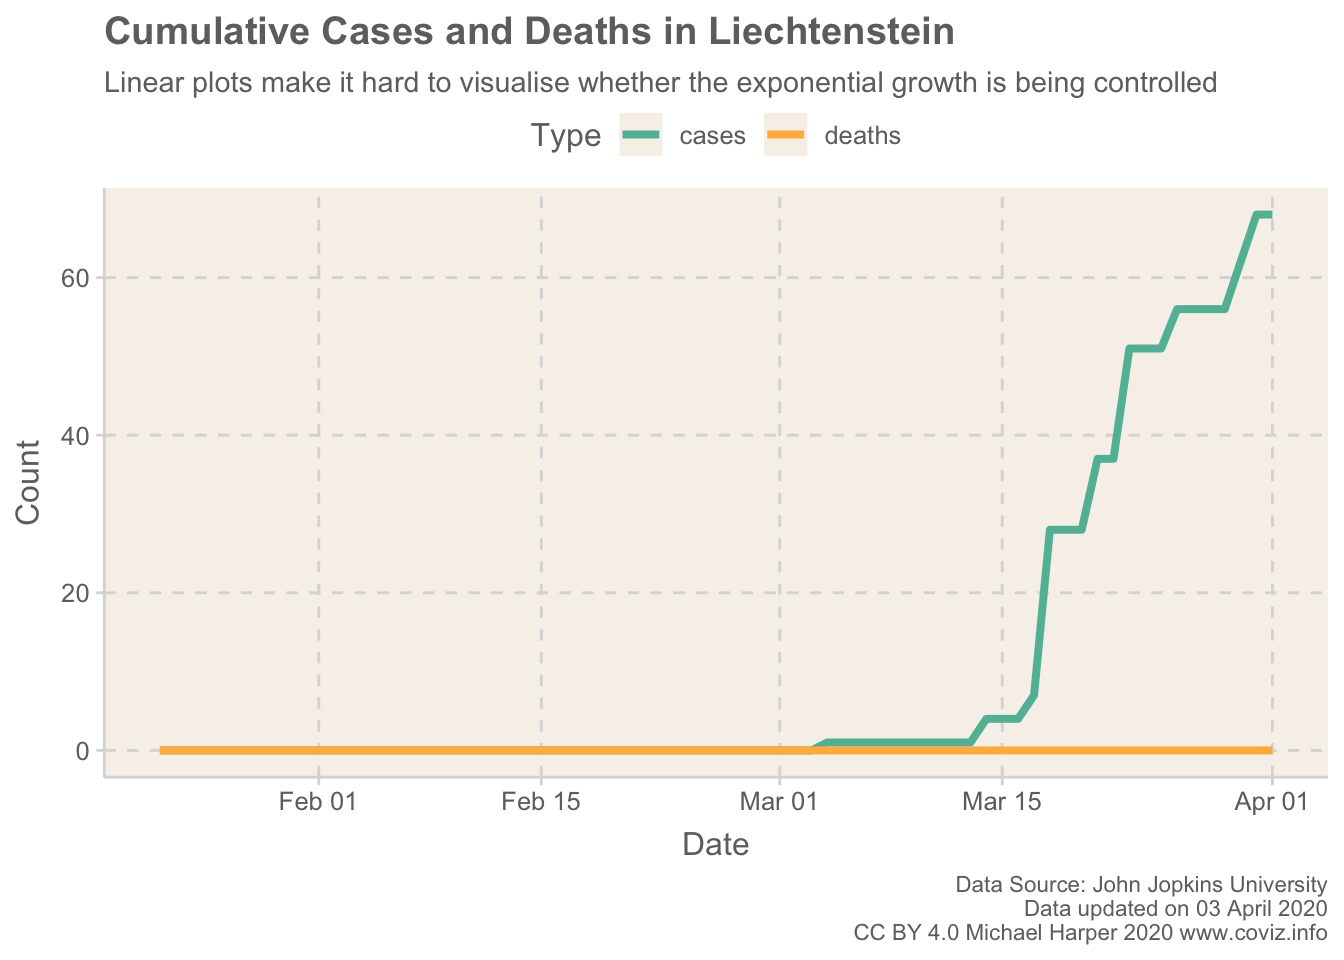 Cumulative Cases and Deaths in Liechtenstein
Linear plots make it hard to visualise whether the exponential growth is being controlled
Type cases deaths
Count
60
40
20
0
Feb 01 Feb 15 Mar 01 Mar 15 Apr 01
Date
Data Source: John Jopkins University
Data updated on 03 April 2020
CC BY 4.0 Michael Harper 2020 www.coviz.info